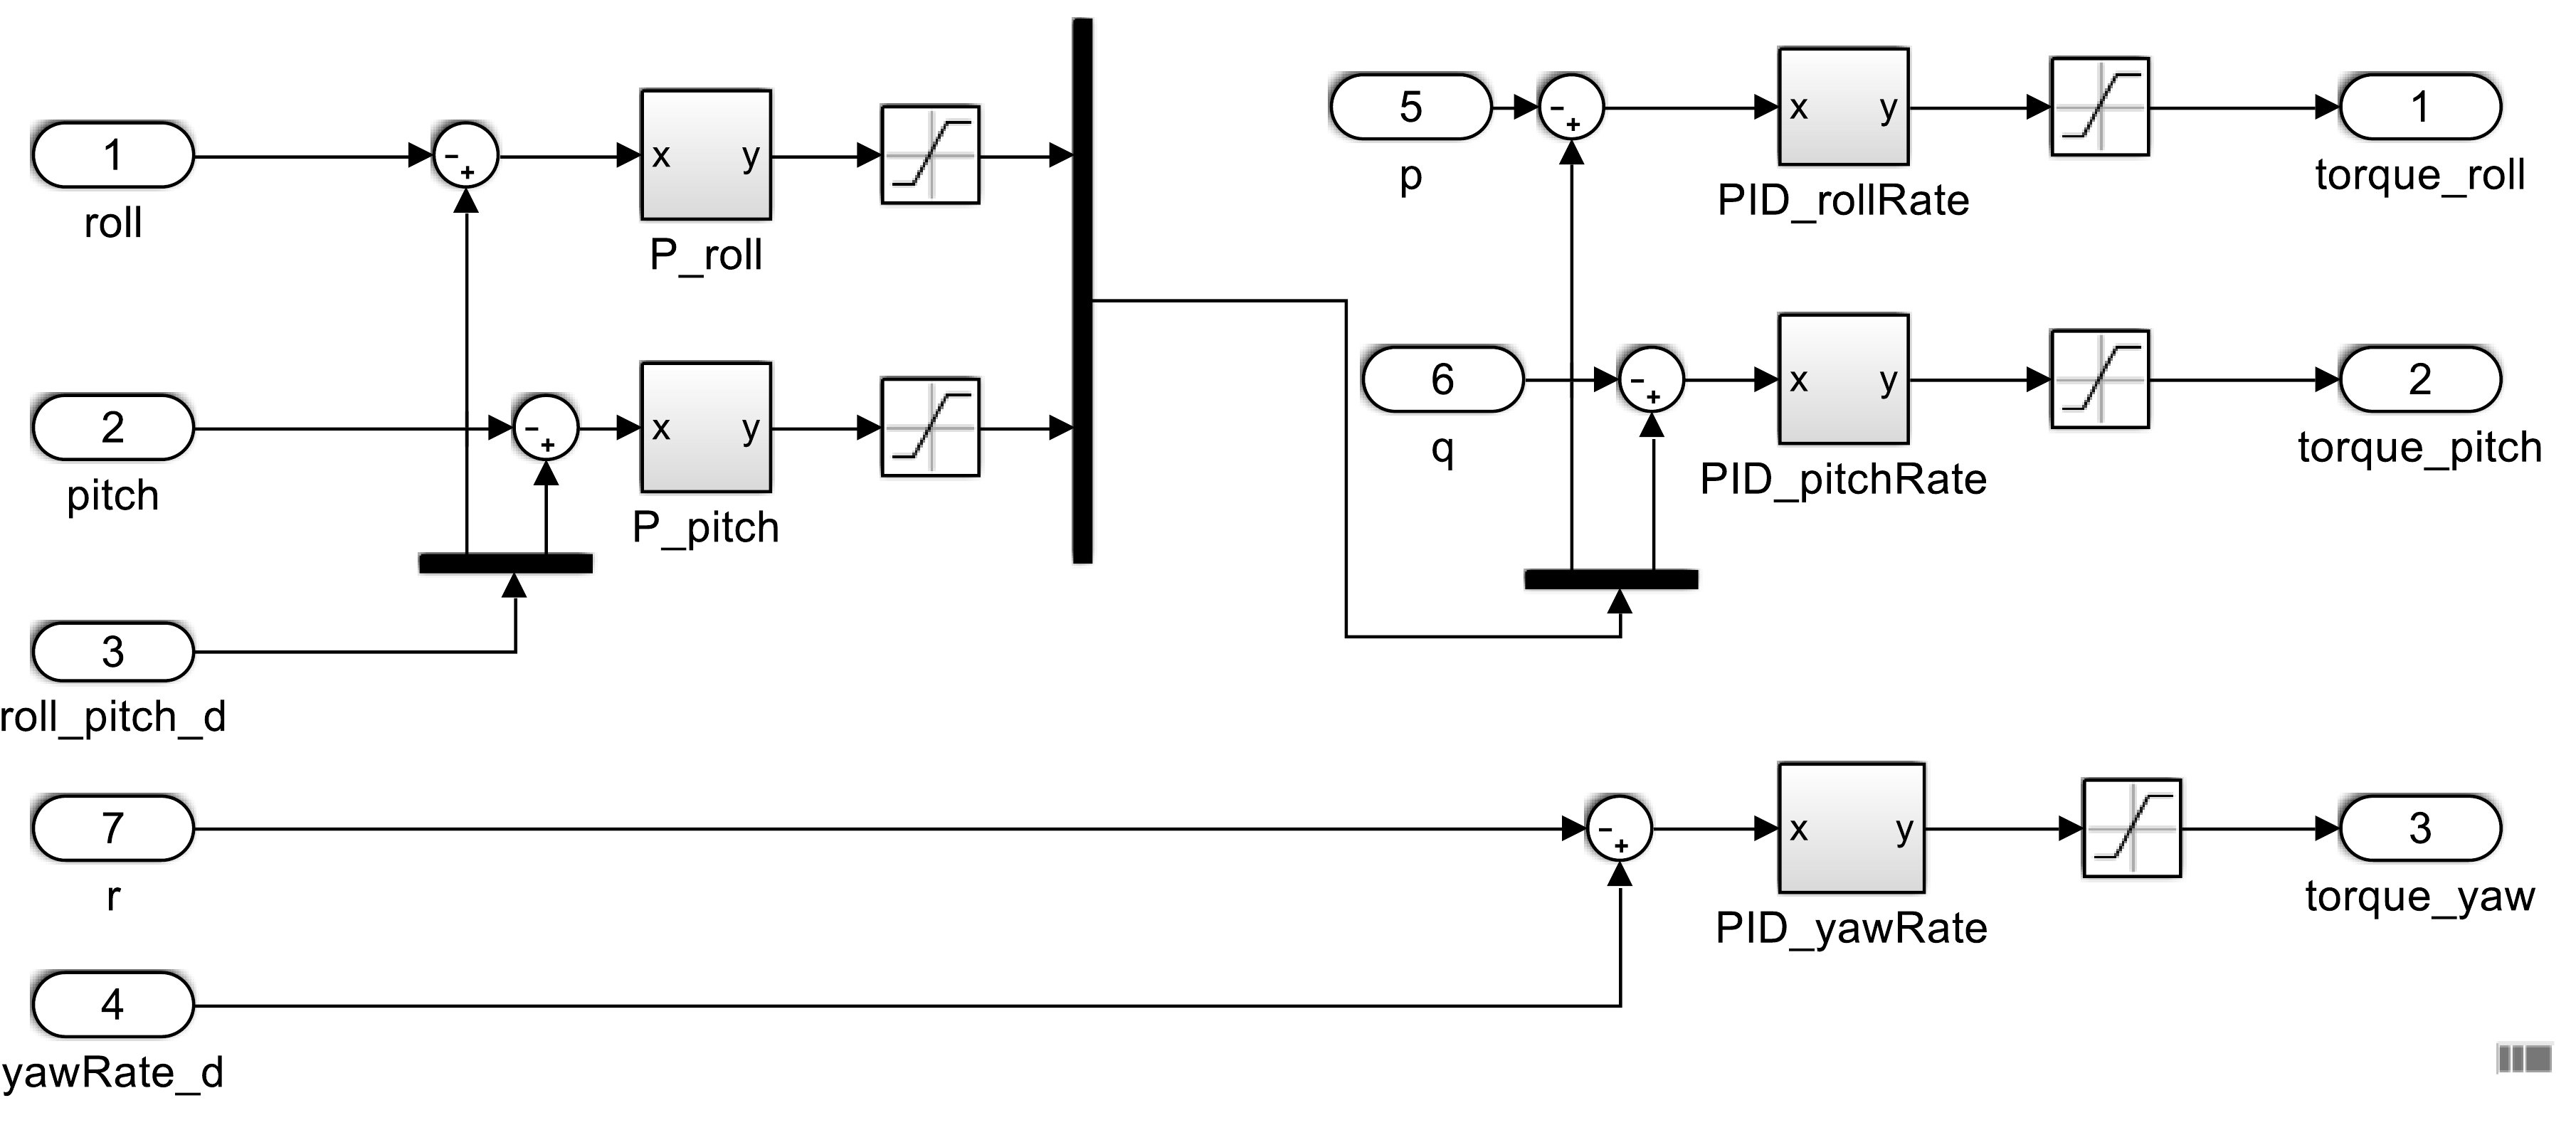 1
roll
-
+
x y
P_roll
2
pitch
-
+
x y
P_pitch
3
roll_pitch_d
5
p
-
+
x y
PID_rollRate
1
torque_roll
6
q
-
+
x y
PID_pitchRate
2
torque_pitch
7
r
-
+
x y
PID_yawRate
3
torque_yaw
4
yawRate_d